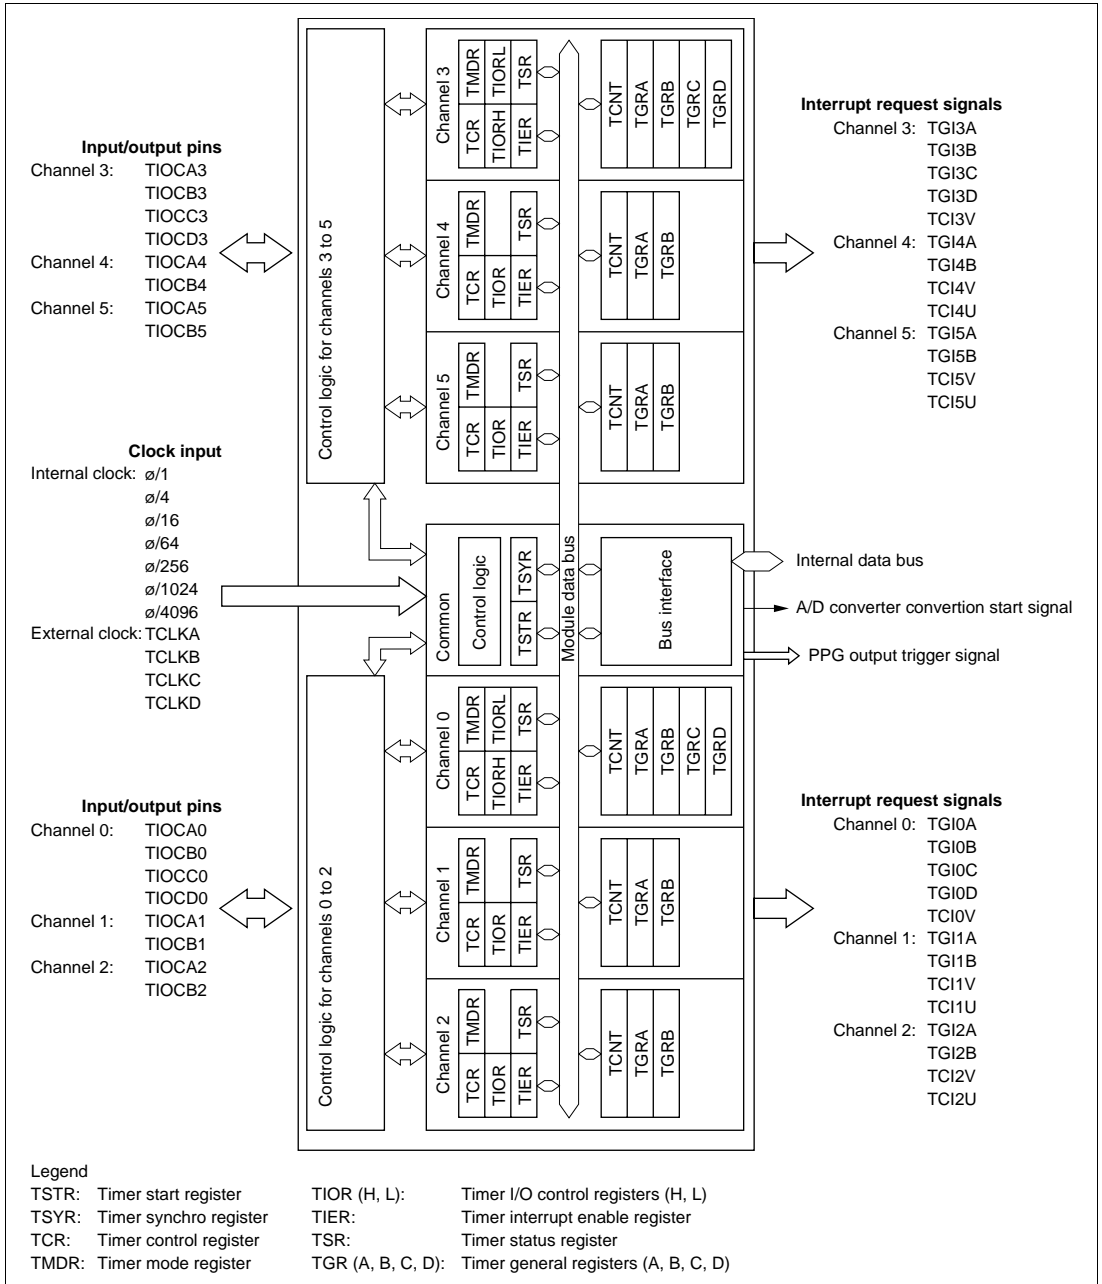 Input/output pins
Channel 3: TIOCA3
TIOCB3
TIOCC3
TIOCD3
Channel 4: TIOCA4
TIOCB4
Channel 5: TIOCA5
TIOCB5
Clock input
Internal clock: ø/1
ø/4
ø/16
ø/64
ø/256
ø/1024
ø/4096
External clock: TCLKA
TCLKB
TCLKC
TCLKD
Input/output pins
Channel 0: TIOCA0
TIOCB0
TIOCC0
TIOCD0
Channel 1: TIOCA1
TIOCB1
Channel 2: TIOCA2
TIOCB2
Control logic for channels 3 to 5
Control logic for channels 0 to 2
Channel 3
TCR TMDR
TIORH TIORL
TIER TSR
TCNT
TGRA
TGRB
TGRC
TGRD
Channel 4
TCR TMDR
TIOR
TIER TSR
TCNT
TGRA
TGRB
Channel 5
TCR TMDR
TIOR
TIER TSR
TCNT
TGRA
TGRB
Common
Control logic
TSTR TSYR
Module data bus
Bus interface
Channel 0
TCR TMDR
TIORH TIORL
TIER TSR
TCNT
TGRA
TGRB
TGRC
TGRD
Channel 1
TCR TMDR
TIOR
TIER TSR
TCNT
TGRA
TGRB
Channel 2
TCR TMDR
TIOR
TIER TSR
TCNT
TGRA
TGRB
Interrupt request signals
Channel 3: TGI3A
TGI3B
TGI3C
TGI3D
TCI3V
Channel 4: TGI4A
TGI4B
TCI4V
TCI4U
Channel 5: TGI5A
TGI5B
TCI5V
TCI5U
Internal data bus
A/D converter convertion start signal
PPG output trigger signal
Interrupt request signals
Channel 0: TGI0A
TGI0B
TGI0C
TGI0D
TCI0V
Channel 1: TGI1A
TGI1B
TCI1V
TCI1U
Channel 2: TGI2A
TGI2B
TCI2V
TCI2U
Legend
TSTR: Timer start register TIOR (H, L): Timer I/O control registers (H, L)
TSYR: Timer synchro register TIER: Timer interrupt enable register
TCR: Timer control register TSR: Timer status register
TMDR: Timer mode register TGR (A, B, C, D): Timer general registers (A, B, C, D)